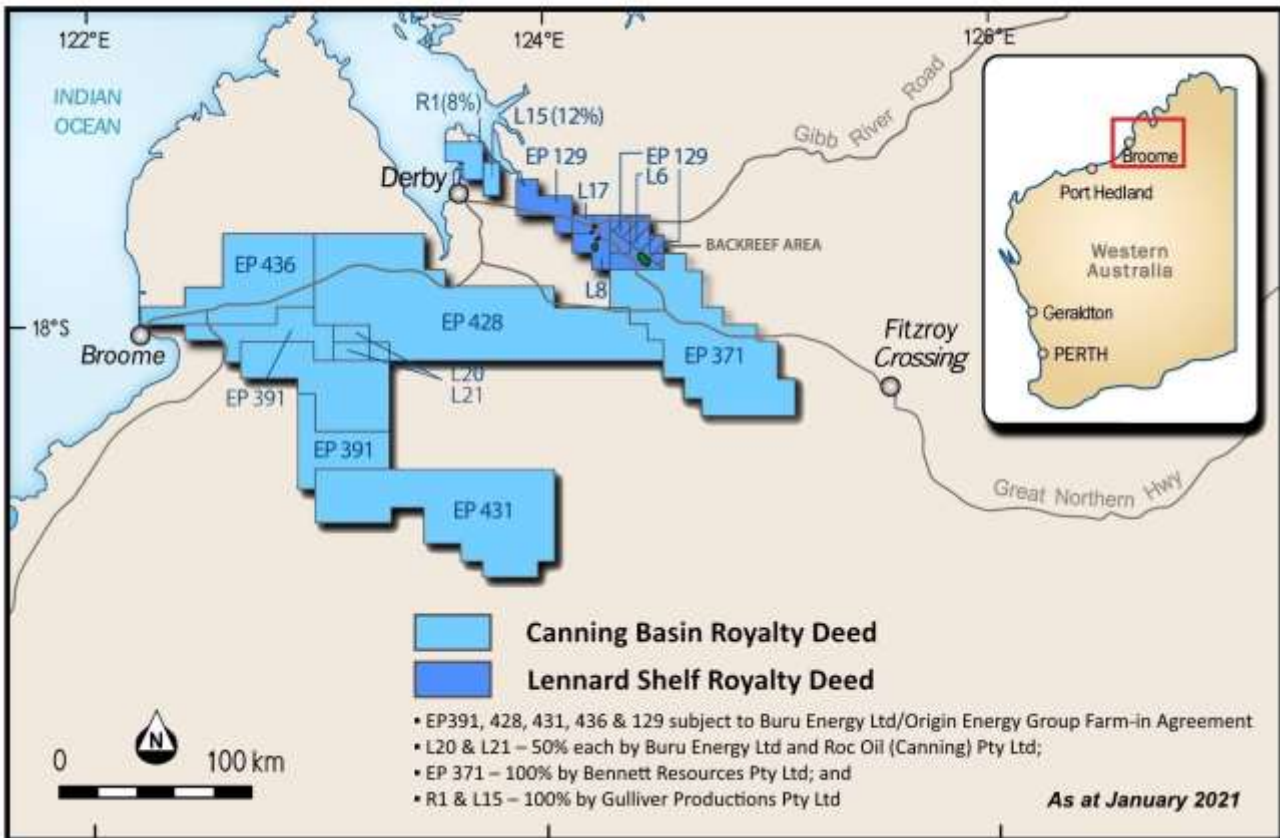 122°E
124°E
126°E
INDIAN
OCEAN
R1(8%)
L15(12%)
Gibb River Road
EP 129
EP 129
L6
Derby
L17
BACKREEF AREA
Broome
Port Hedland
Western
Australia
Geraldton
PERTH
EP 436
L8
EP 428
18°S
Broome
EP 371
Fitzroy
Crossing
L20
L21
EP 391
EP 391
EP 431
Great Northern Hwy
Canning Basin Royalty Deed
Lennard Shelf Royalty Deed
• EP391, 428, 431, 436 & 129 subject to Buru Energy Ltd/Origin Energy Group Farm-in Agreement
• L20 & L21 – 50% each by Buru Energy Ltd and Roc Oil (Canning) Pty Ltd;
• EP 371 – 100% by Bennett Resources Pty Ltd; and
• R1 & L15 – 100% by Gulliver Productions Pty Ltd
As at January 2021
N
0 100 km